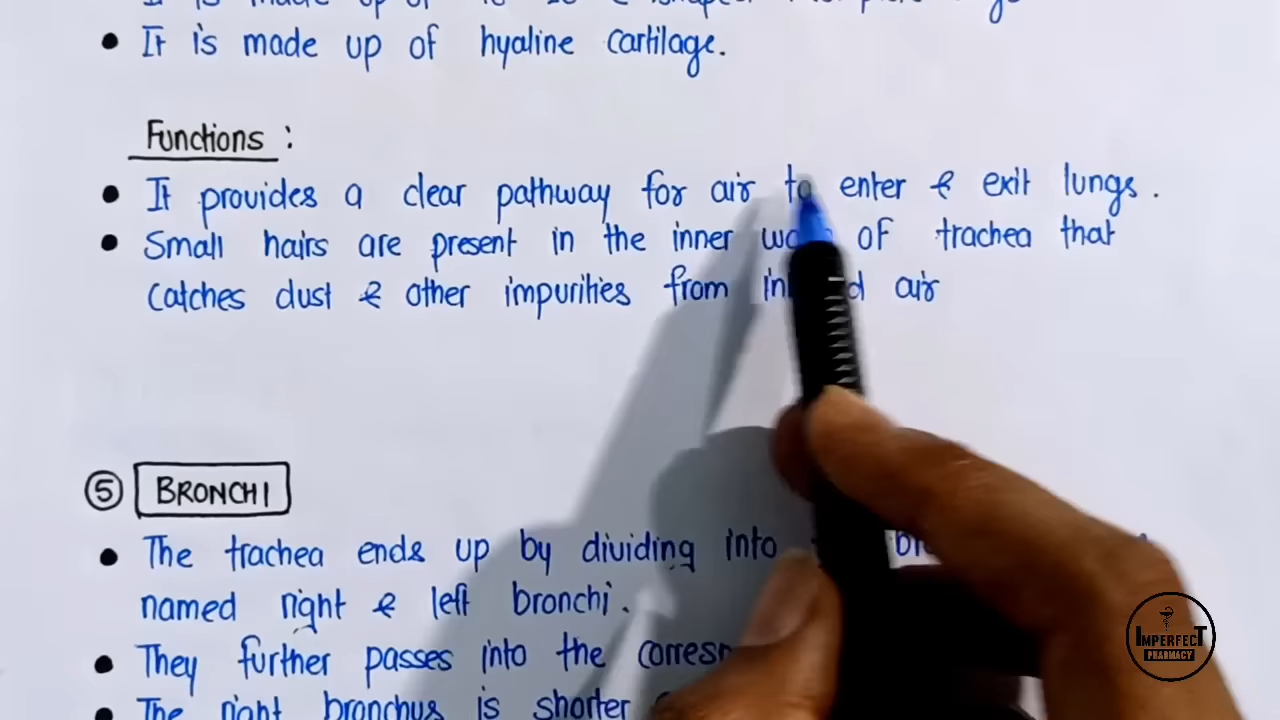 • It is made up of hyaline cartilage.
Functions :
• It provides a clear pathway for air to enter & exit lungs.
• Small hairs are present in the inner of trachea that
catches dust & other impurities from air
5 BRONCHI
• The trachea ends up by dividing into
named right & left bronchi.
• They further passes into the
• The right bronchus is shorter
IMPERFECT
PHARMACY